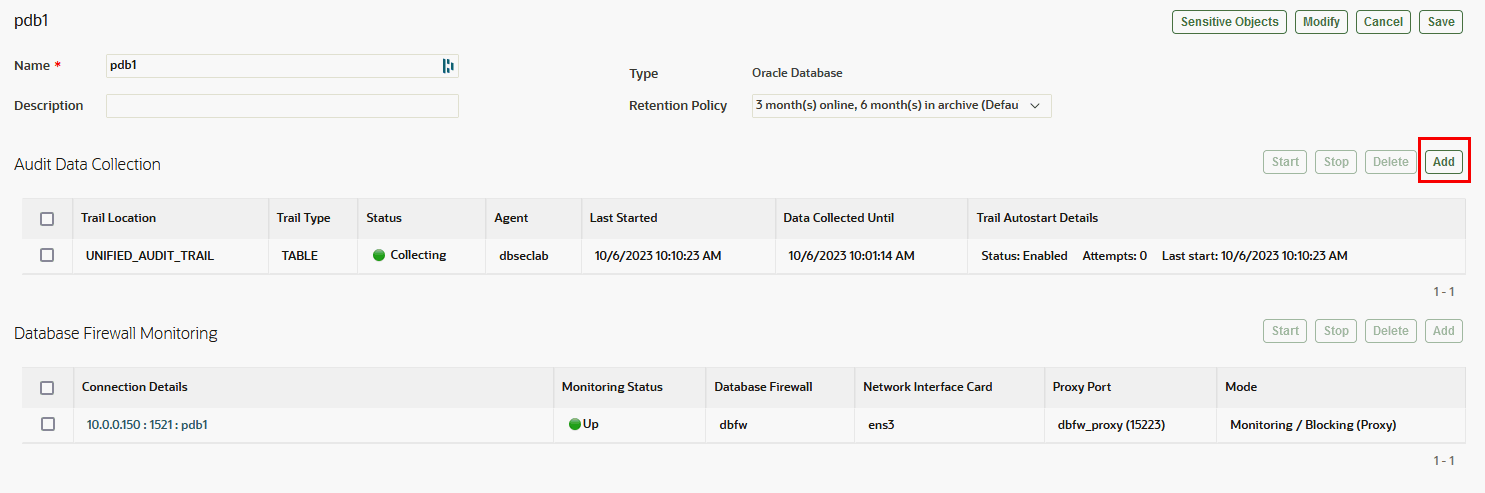 pdb1
Sensitive Objects Modify Cancel Save
Name * pdb1
Type Oracle Database
Description
Retention Policy 3 month(s) online, 6 month(s) in archive (Defau
Audit Data Collection
Start Stop Delete Add
Trail Location Trail Type Status Agent Last Started Data Collected Until Trail Autostart Details
UNIFIED_AUDIT_TRAIL TABLE Collecting dbseclab 10/6/2023 10:10:23 AM 10/6/2023 10:01:14 AM Status: Enabled Attempts: 0 Last start: 10/6/2023 10:10:23 AM
1 - 1
Database Firewall Monitoring
Start Stop Delete Add
Connection Details Monitoring Status Database Firewall Network Interface Card Proxy Port Mode
10.0.0.150 : 1521 : pdb1 Up dbfw ens3 dbfw_proxy (15223) Monitoring / Blocking (Proxy)
1 - 1